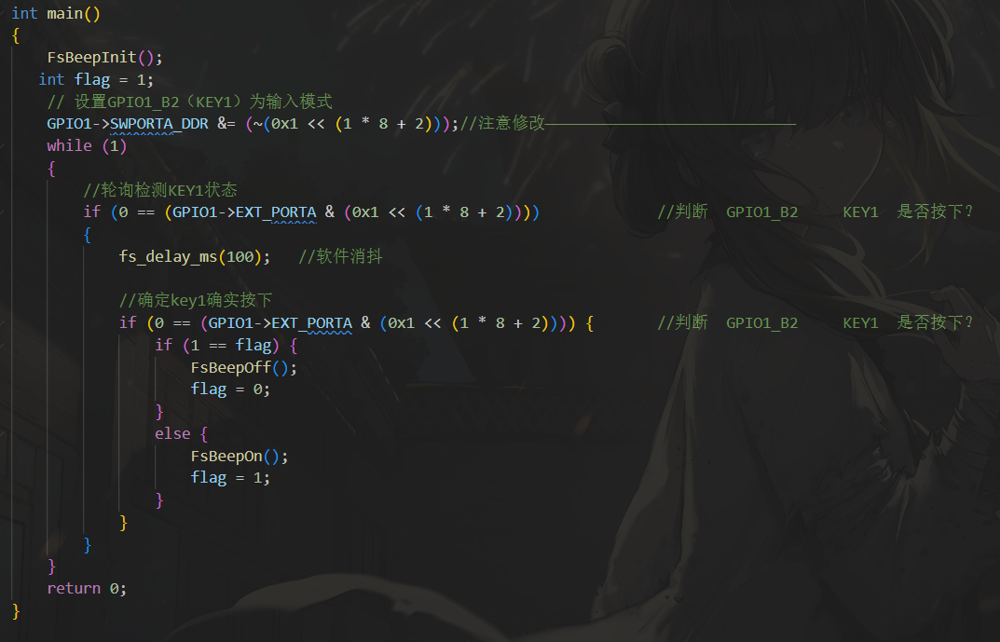 int main()
{
    FsBeepInit();
   int flag = 1;
    // 设置GPIO1_B2（KEY1）为输入模式
    GPIO1->SWPORTA_DDR &= (~(0x1 << (1 * 8 + 2)));//注意修改————————————————————
    while (1)
    {
        //轮询检测KEY1状态
        if (0 == (GPIO1->EXT_PORTA & (0x1 << (1 * 8 + 2))))             //判断  GPIO1_B2     KEY1  是否按下?
        {
            fs_delay_ms(100);   //软件消抖
            //确定key1确实按下
            if (0 == (GPIO1->EXT_PORTA & (0x1 << (1 * 8 + 2)))) {       //判断  GPIO1_B2     KEY1  是否按下?
                if (1 == flag) {
                    FsBeepOff();
                    flag = 0;
                }
                else {
                    FsBeepOn();
                    flag = 1;
                }
            }
        }
    }
    return 0;
}